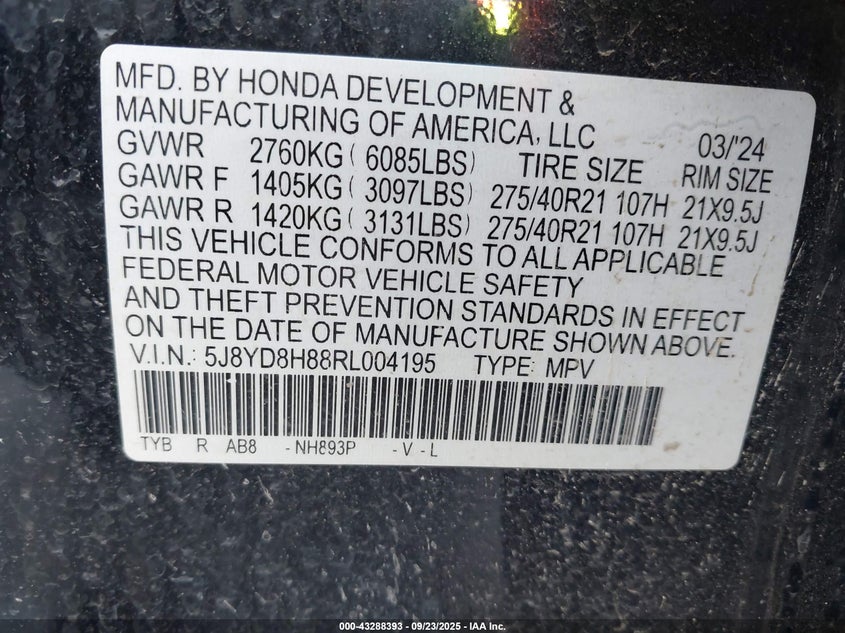 MFD. BY HONDA DEVELOPMENT &
MANUFACTURING OF AMERICA, LLC 03/'24
GVWR 2760KG ( 6085LBS) TIRE SIZE RIM SIZE
GAWR F 1405KG ( 3097LBS) 275/40R21 107H 21X9.5J
GAWR R 1420KG ( 3131LBS) 275/40R21 107H 21X9.5J
THIS VEHICLE CONFORMS TO ALL APPLICABLE
FEDERAL MOTOR VEHICLE SAFETY
AND THEFT PREVENTION STANDARDS IN EFFECT
ON THE DATE OF MANUFACTURE SHOWN ABOVE.
V.I.N.: 5J8YD8H88RL004195 TYPE: MPV
TYB R AB8 - NH893P - V - L
000-43288393 - 09/23/2025 - IAA Inc.